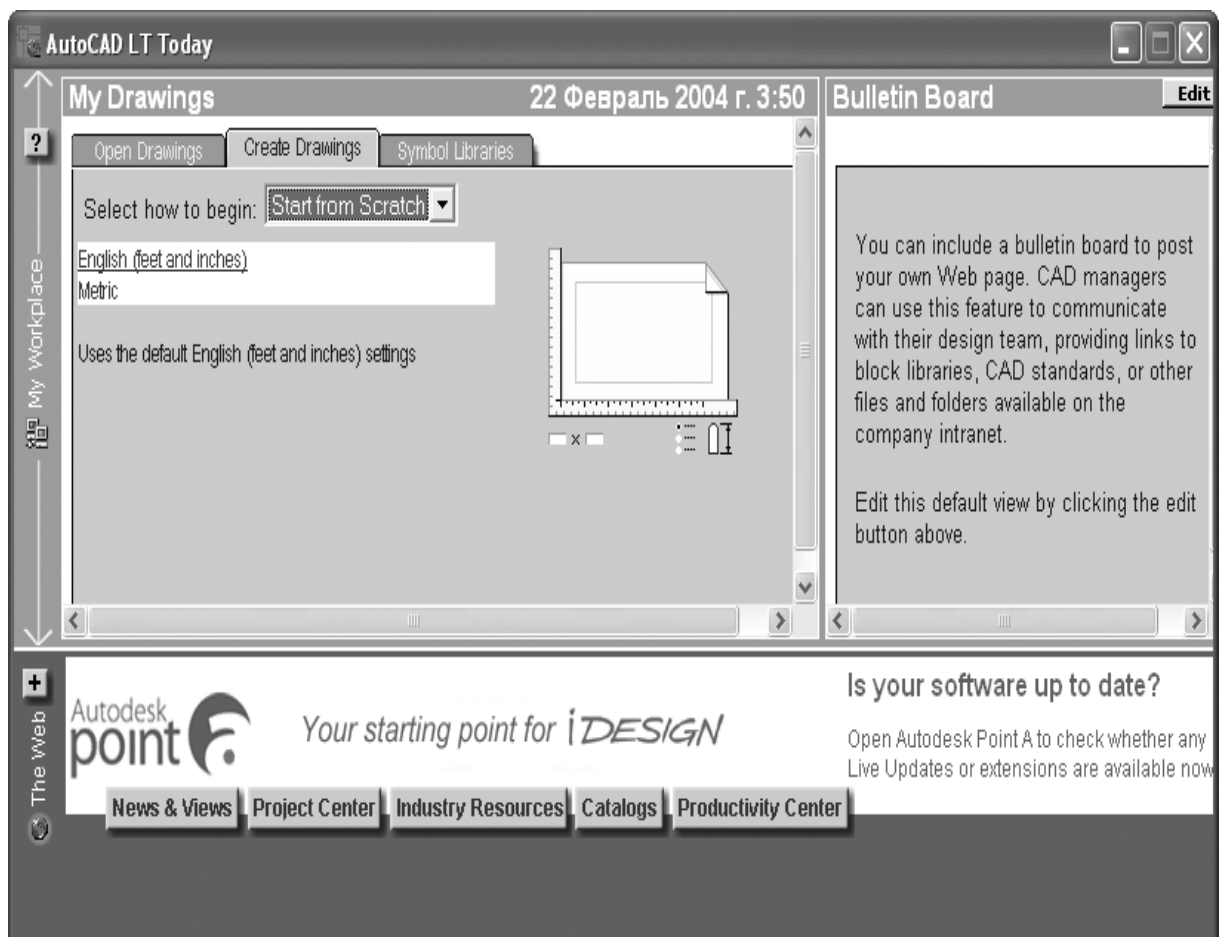 AutoCAD LT Today
My Drawings
22 Февраль 2004 г. 3:50
Open Drawings
Create Drawings
Symbol Libraries
Select how to begin: Start from Scratch
English (feet and inches)
Metric
Uses the default English (feet and inches) settings
x
Bulletin Board
Edit
You can include a bulletin board to post
your own Web page. CAD managers
can use this feature to communicate
with their design team, providing links to
block libraries, CAD standards, or other
files and folders available on the
company intranet.
Edit this default view by clicking the edit
button above.
?
My Workplace
+
The Web
Autodesk
point
Your starting point for iDESIGN
News & Views
Project Center
Industry Resources
Catalogs
Productivity Center
Is your software up to date?
Open Autodesk Point A to check whether any
Live Updates or extensions are available now